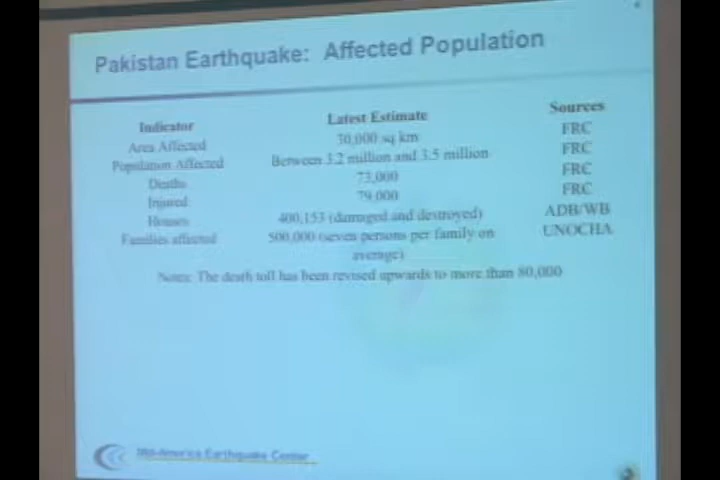 Pakistan Earthquake: Affected Population
Indicator Latest Estimate Sources
Area Affected 30,000 sq km FRC
Population Affected Between 3.2 million and 3.5 million FRC
Deaths 73,000 FRC
Injured 79,000 FRC
Houses 400,153 (damaged and destroyed) ADB/WB
Families affected 500,000 (seven persons per family on UNOCHA
average)
Notes: The death toll has been revised upwards to more than 80,000
Mid-America Earthquake Center